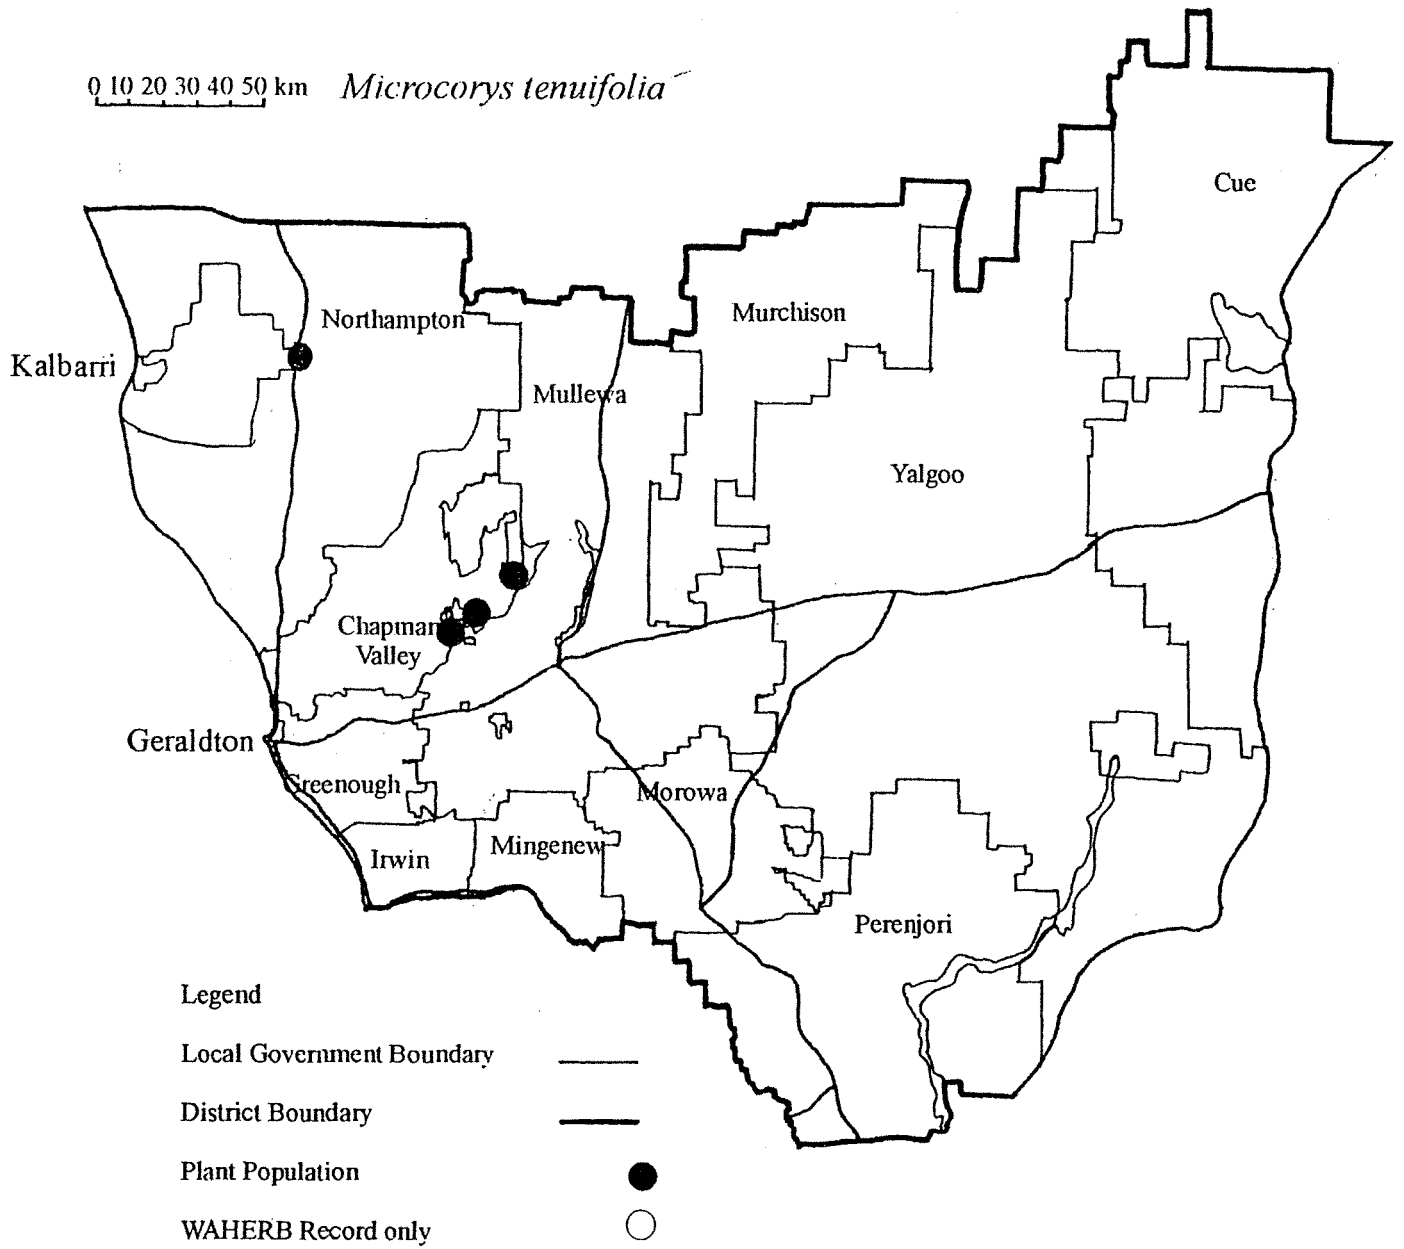 0 10 20 30 40 50 km
Microcorys tenuifolia
Cue
Northampton
Murchison
Kalbarri
Mullewa
Yalgoo
Chapman
Valley
Geraldton
Greenough
Morowa
Irwin
Mingenew
Perenjori
Legend
Local Government Boundary
District Boundary
Plant Population
WAHERB Record only